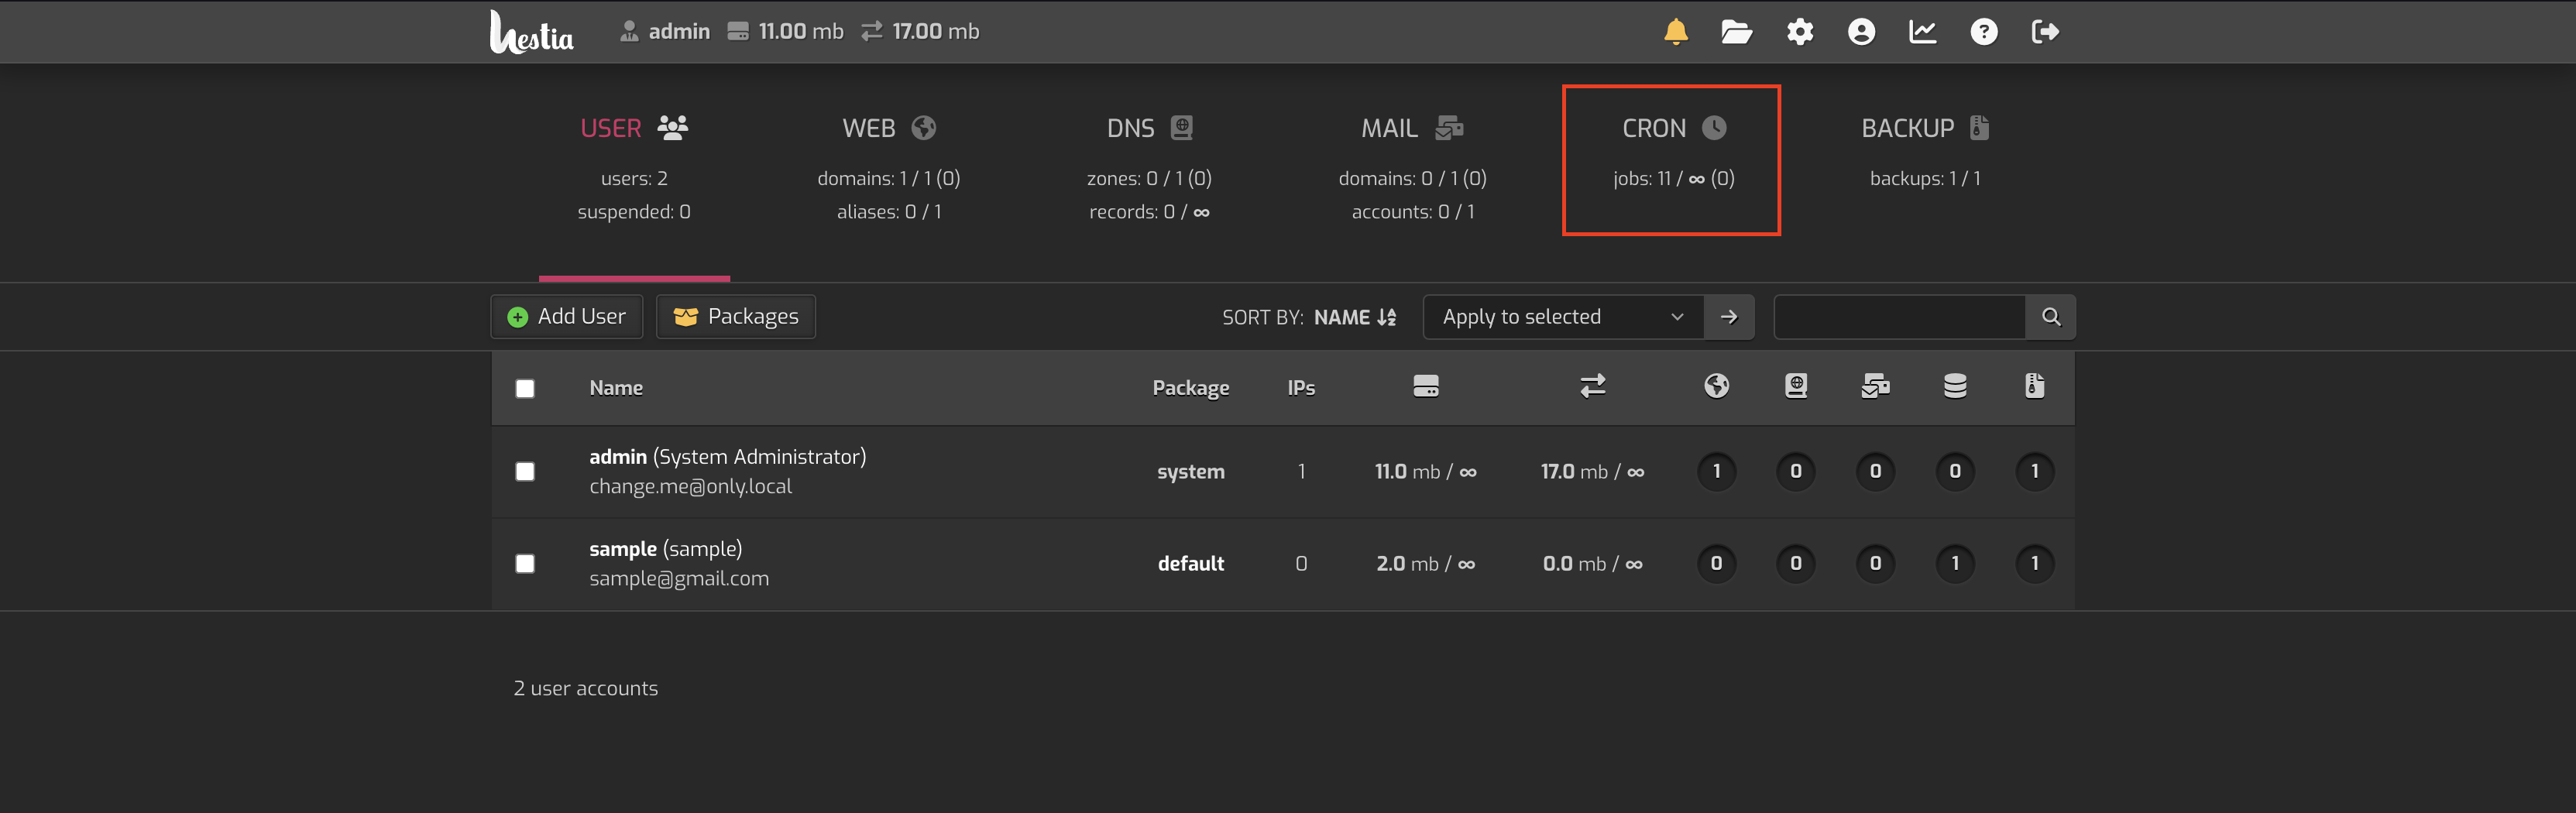 Hestia admin 11.00 mb 17.00 mb
USER WEB DNS MAIL CRON BACKUP
users: 2 domains: 1 / 1 (0) zones: 0 / 1 (0) domains: 0 / 1 (0) jobs: 11 / ∞ (0) backups: 1 / 1
suspended: 0 aliases: 0 / 1 records: 0 / ∞ accounts: 0 / 1
Add User Packages SORT BY: NAME Apply to selected
Name Package IPs
admin (System Administrator) system 1 11.0 mb / ∞ 17.0 mb / ∞ 1 0 0 0 1
change.me@only.local
sample (sample) default 0 2.0 mb / ∞ 0.0 mb / ∞ 0 0 0 1 1
sample@gmail.com
2 user accounts